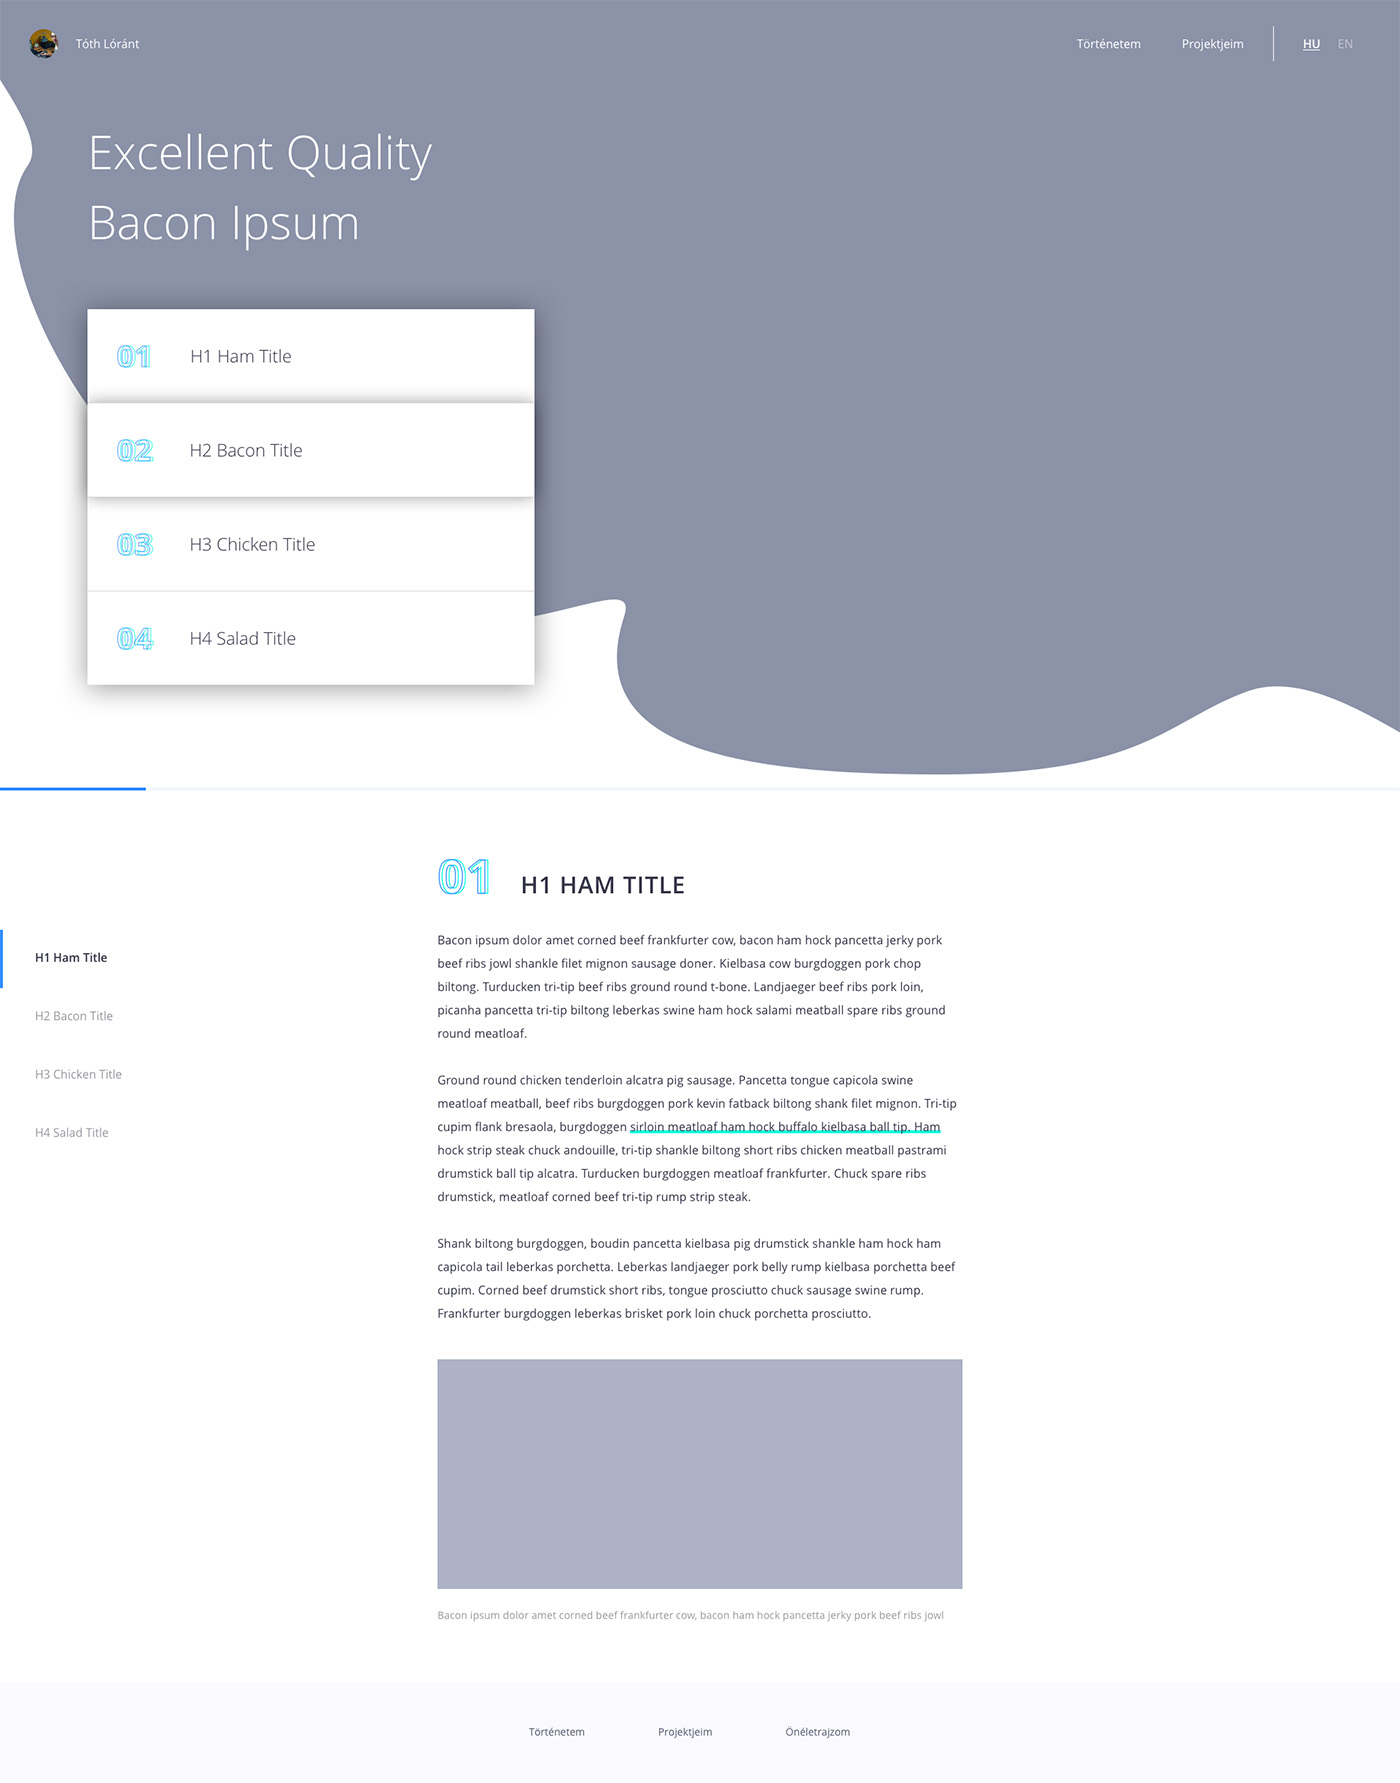 Tóth Lóránt
Történetem
Projektjeim
HU
EN
Excellent Quality
Bacon Ipsum
01
H1 Ham Title
02
H2 Bacon Title
03
H3 Chicken Title
04
H4 Salad Title
01
H1 HAM TITLE
H1 Ham Title
H2 Bacon Title
H3 Chicken Title
H4 Salad Title
Bacon ipsum dolor amet corned beef frankfurter cow, bacon ham hock pancetta jerky pork
beef ribs jowl shankle filet mignon sausage doner. Kielbasa cow burgdoggen pork chop
biltong. Turducken tri-tip beef ribs ground round t-bone. Landjaeger beef ribs pork loin,
picanha pancetta tri-tip biltong leberkas swine ham hock salami meatball spare ribs ground
round meatloaf.
Ground round chicken tenderloin alcatra pig sausage. Pancetta tongue capicola swine
meatloaf meatball, beef ribs burgdoggen pork kevin fatback biltong shank filet mignon. Tri-tip
cupim flank bresaola, burgdoggen sirloin meatloaf ham hock buffalo kielbasa ball tip. Ham
hock strip steak chuck andouille, tri-tip shankle biltong short ribs chicken meatball pastrami
drumstick ball tip alcatra. Turducken burgdoggen meatloaf frankfurter. Chuck spare ribs
drumstick, meatloaf corned beef tri-tip rump strip steak.
Shank biltong burgdoggen, boudin pancetta kielbasa pig drumstick shankle ham hock ham
capicola tail leberkas porchetta. Leberkas landjaeger pork belly rump kielbasa porchetta beef
cupim. Corned beef drumstick short ribs, tongue prosciutto chuck sausage swine rump.
Frankfurter burgdoggen leberkas brisket pork loin chuck porchetta prosciutto.
Bacon ipsum dolor amet corned beef frankfurter cow, bacon ham hock pancetta jerky pork beef ribs jowl
Történetem
Projektjeim
Önéletrajzom